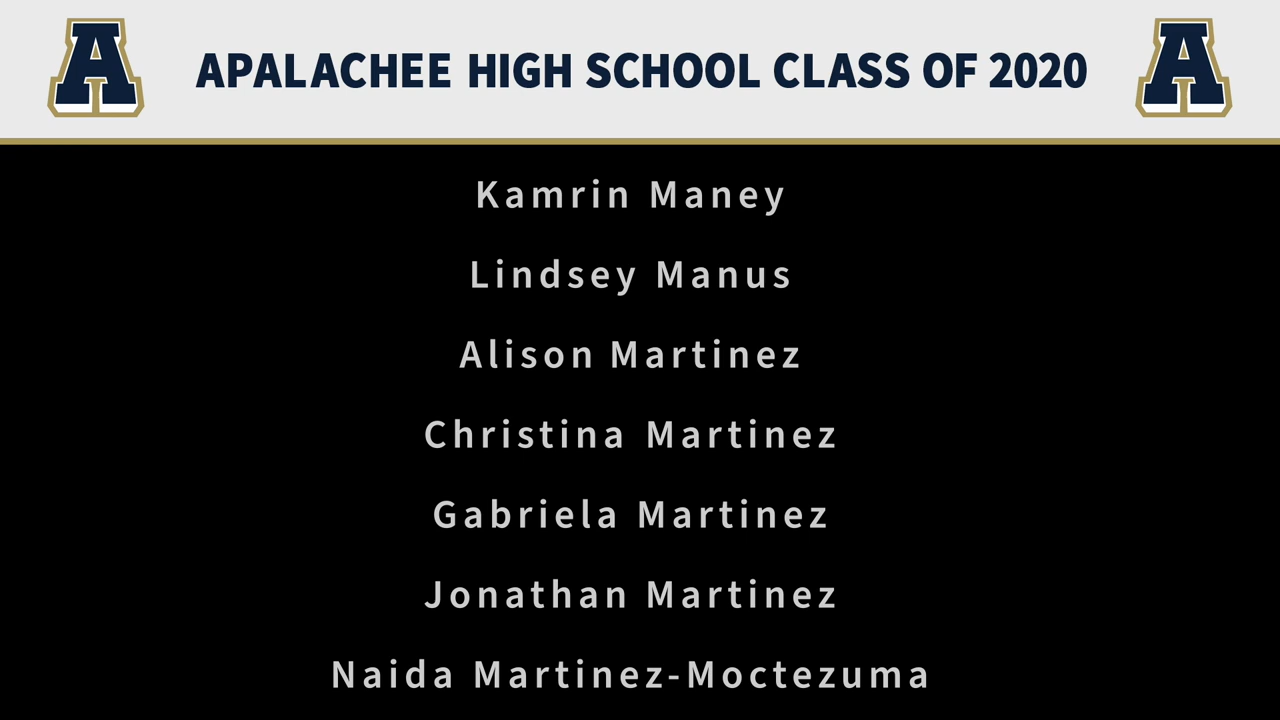 A APALACHEE HIGH SCHOOL CLASS OF 2020 A
Kamrin Maney
Lindsey Manus
Alison Martinez
Christina Martinez
Gabriela Martinez
Jonathan Martinez
Naida Martinez-Moctezuma